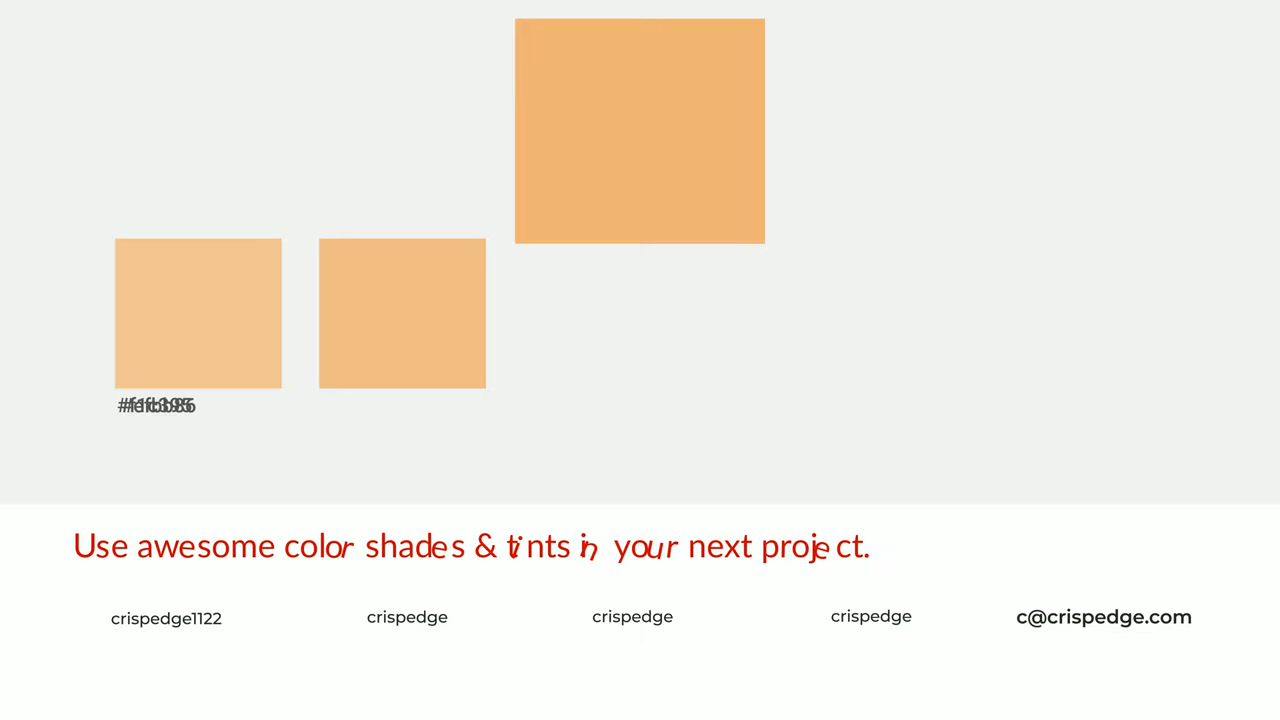 Use awesome color shades & tints in your next project.
crispedge1122 crispedge crispedge crispedge c@crispedge.com